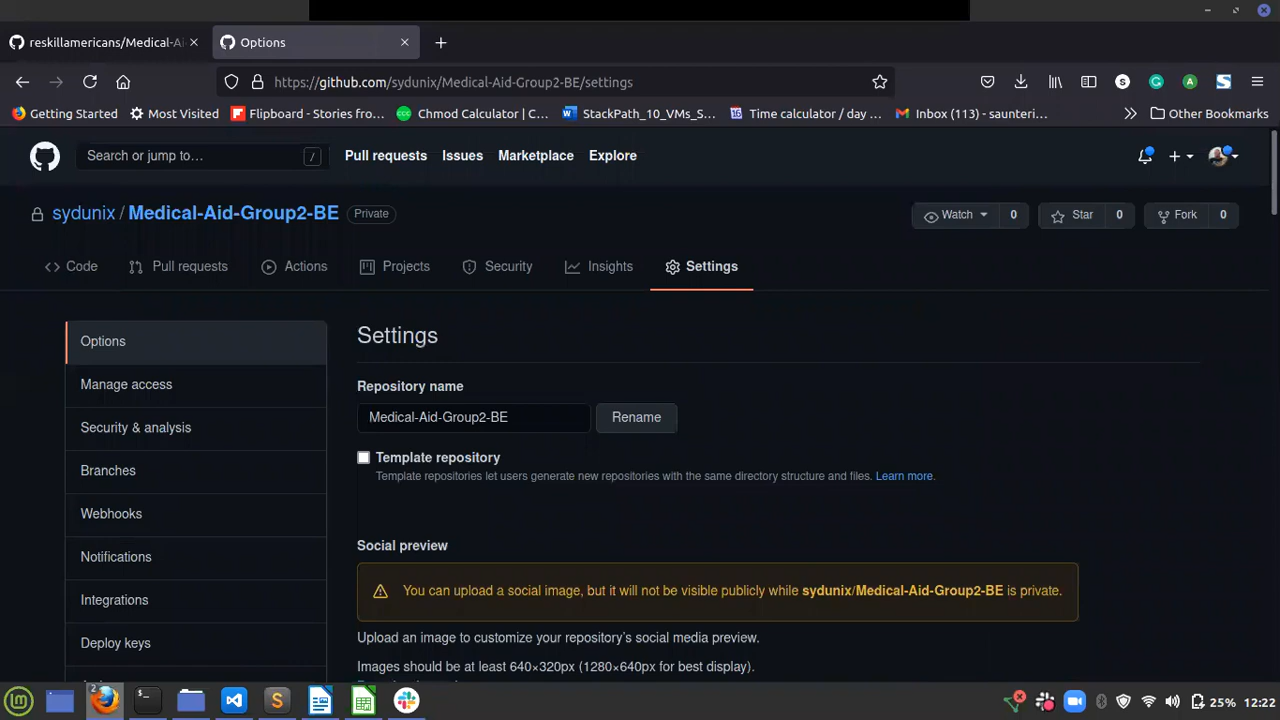 reskillamericans/Medical-Ai
Options
https://github.com/sydunix/Medical-Aid-Group2-BE/settings
Getting Started
Most Visited
Flipboard - Stories fro...
CCC
Chmod Calculator | C...
StackPath_10_VMs_S...
Time calculator / day ...
Inbox (113) - saunteri...
Other Bookmarks
Search or jump to...
/
Pull requests
Issues
Marketplace
Explore
sydunix / Medical-Aid-Group2-BE
Private
Watch
0
Star
0
Fork
0
Code
Pull requests
Actions
Projects
Security
Insights
Settings
Options
Manage access
Security & analysis
Branches
Webhooks
Notifications
Integrations
Deploy keys
Settings
Repository name
Medical-Aid-Group2-BE
Rename
Template repository
Template repositories let users generate new repositories with the same directory structure and files. Learn more.
Social preview
You can upload a social image, but it will not be visible publicly while sydunix/Medical-Aid-Group2-BE is private.
Upload an image to customize your repository's social media preview.
Images should be at least 640×320px (1280×640px for best display).
2
25%
12:22